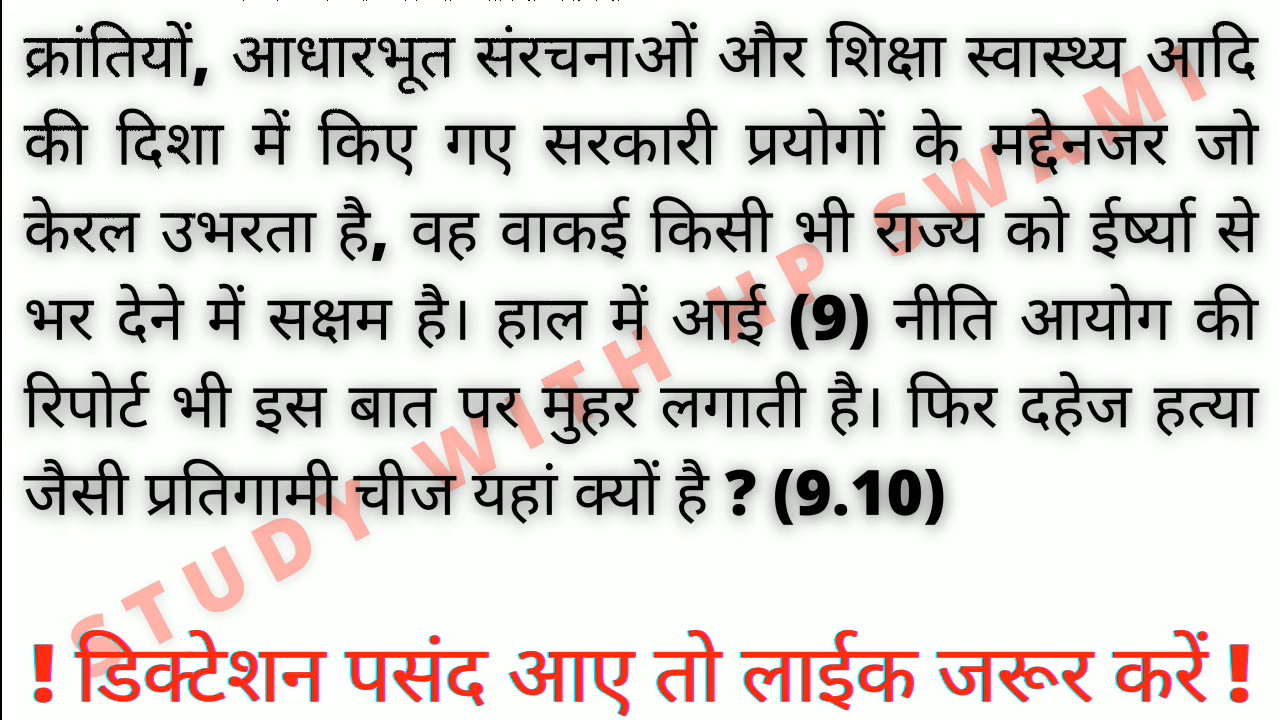 क्रांतियों, आधारभूत संरचनाओं और शिक्षा स्वास्थ्य आदि
की दिशा में किए गए सरकारी प्रयोगों के मद्देनजर जो
केरल उभरता है, वह वाकई किसी भी राज्य को ईर्ष्या से
भर देने में सक्षम है। हाल में आई (9) नीति आयोग की
रिपोर्ट भी इस बात पर मुहर लगाती है। फिर दहेज हत्या
जैसी प्रतिगामी चीज यहां क्यों है ? (9.10)
STUDY WITH HP SWAMI
! डिक्टेशन पसंद आए तो लाईक जरूर करें !